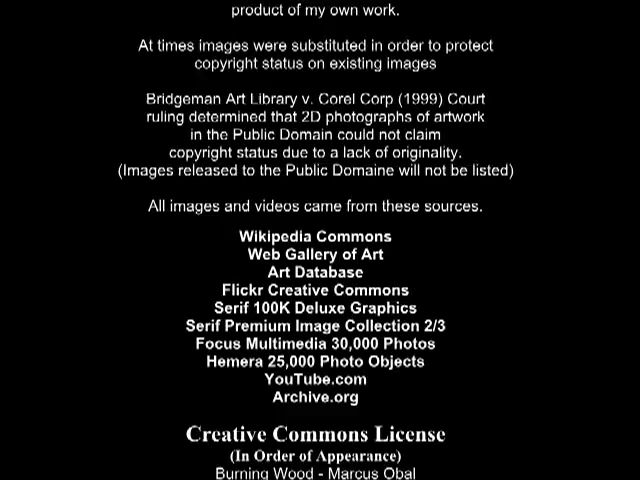 product of my own work.
At times images were substituted in order to protect
copyright status on existing images
Bridgeman Art Library v. Corel Corp (1999) Court
ruling determined that 2D photographs of artwork
in the Public Domain could not claim
copyright status due to a lack of originality.
(Images released to the Public Domaine will not be listed)
All images and videos came from these sources.
Wikipedia Commons
Web Gallery of Art
Art Database
Flickr Creative Commons
Serif 100K Deluxe Graphics
Serif Premium Image Collection 2/3
Focus Multimedia 30,000 Photos
Hemera 25,000 Photo Objects
YouTube.com
Archive.org
Creative Commons License
(In Order of Appearance)
Burning Wood - Marcus Obal